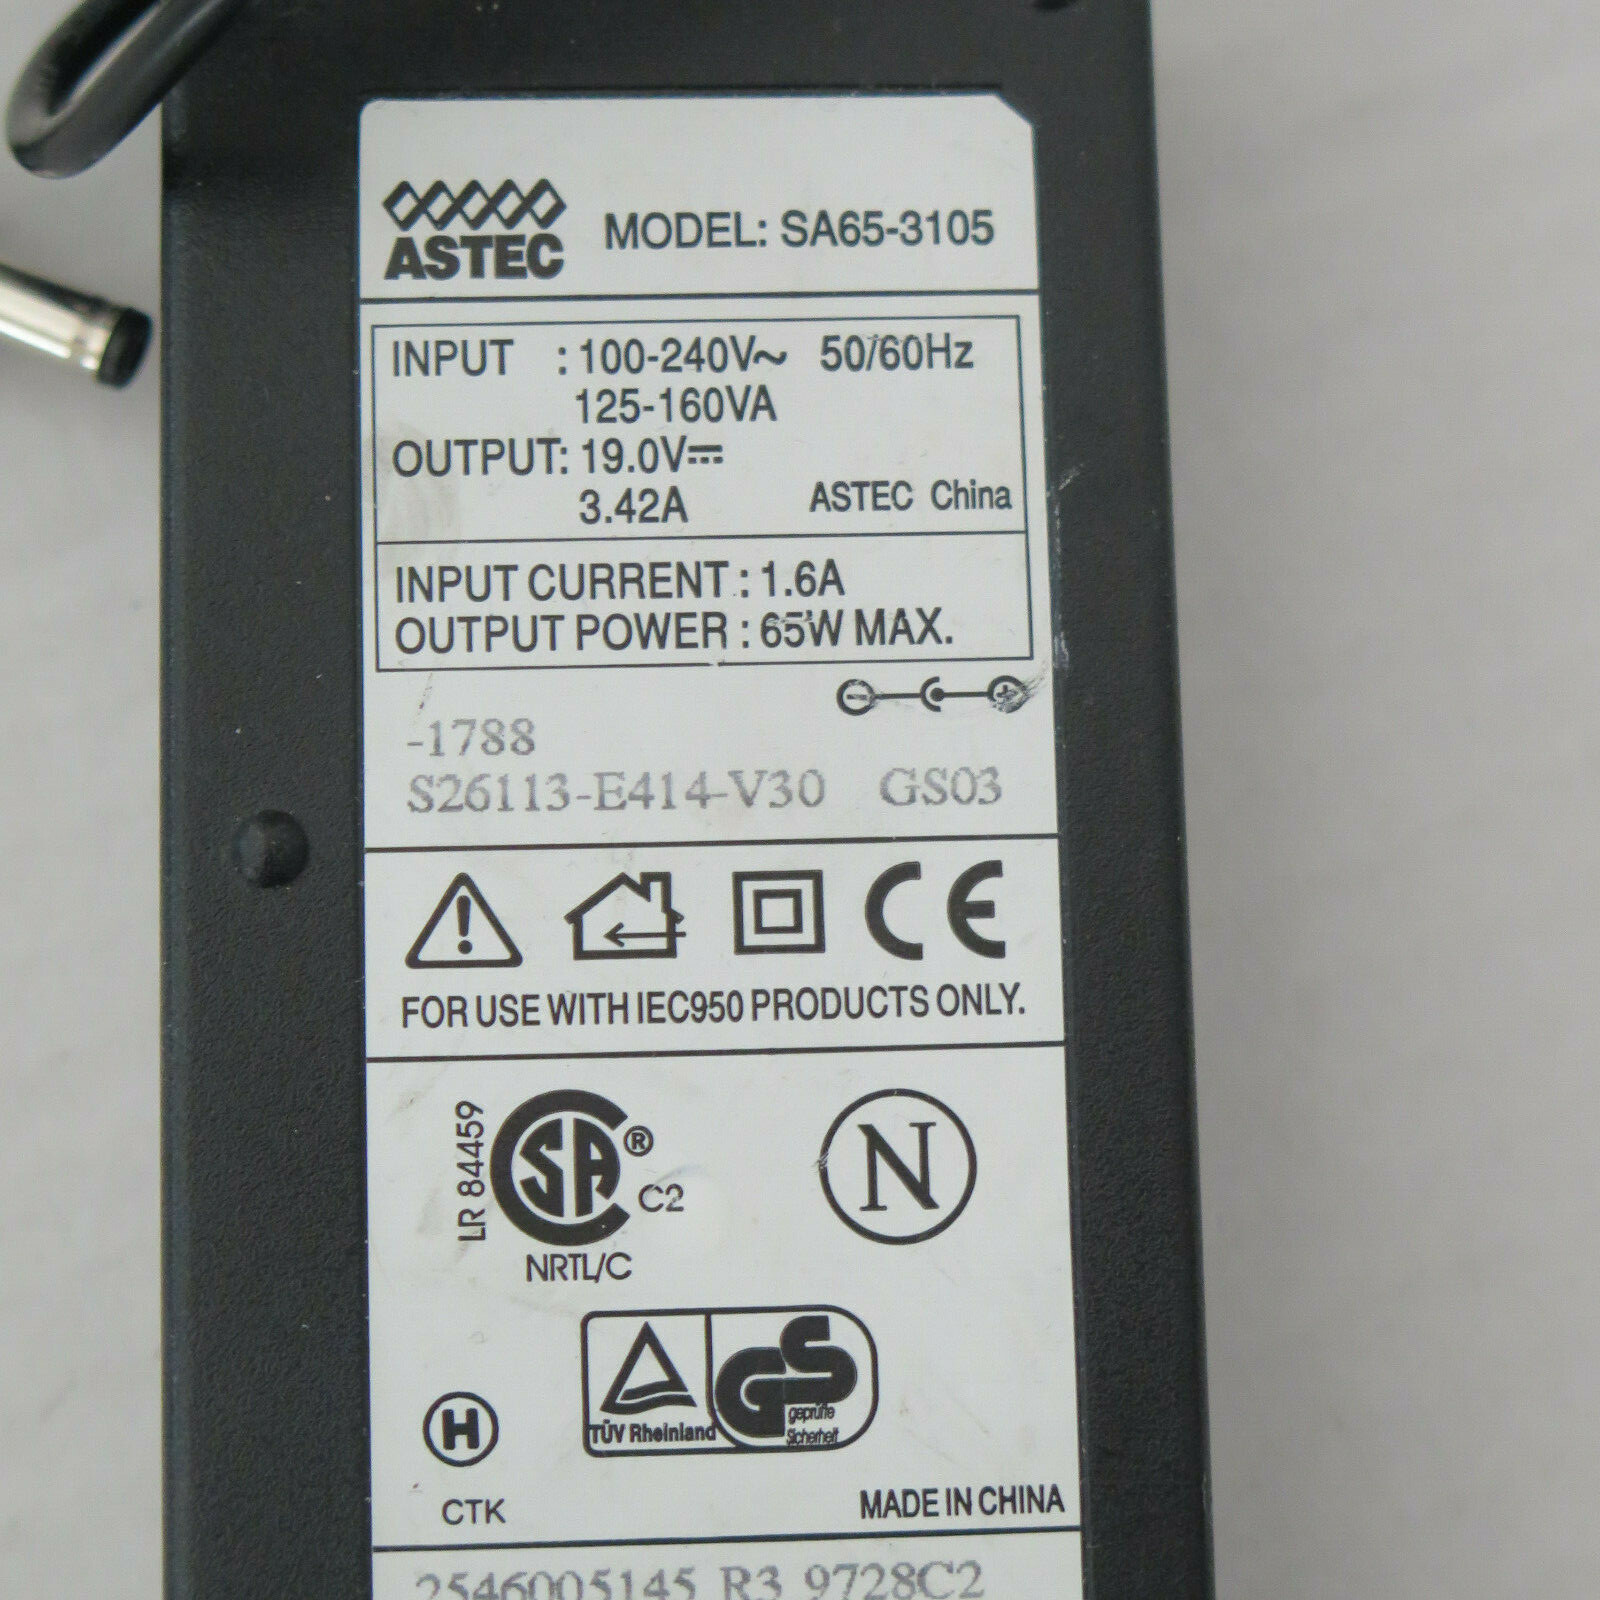 ASTEC MODEL: SA65-3105
INPUT : 100-240V~ 50/60Hz
125-160VA
OUTPUT: 19.0V⎓
3.42A ASTEC China
INPUT CURRENT : 1.6A
OUTPUT POWER : 65W MAX.
-1788
S26113-E414-V30 GS03
CE
FOR USE WITH IEC950 PRODUCTS ONLY.
LR 84459
SA ® C2
NRTL/C
N
TÜV Rheinland
GS geprüfte
Sicherheit
H
CTK
MADE IN CHINA
2546005145 R3 9728C2